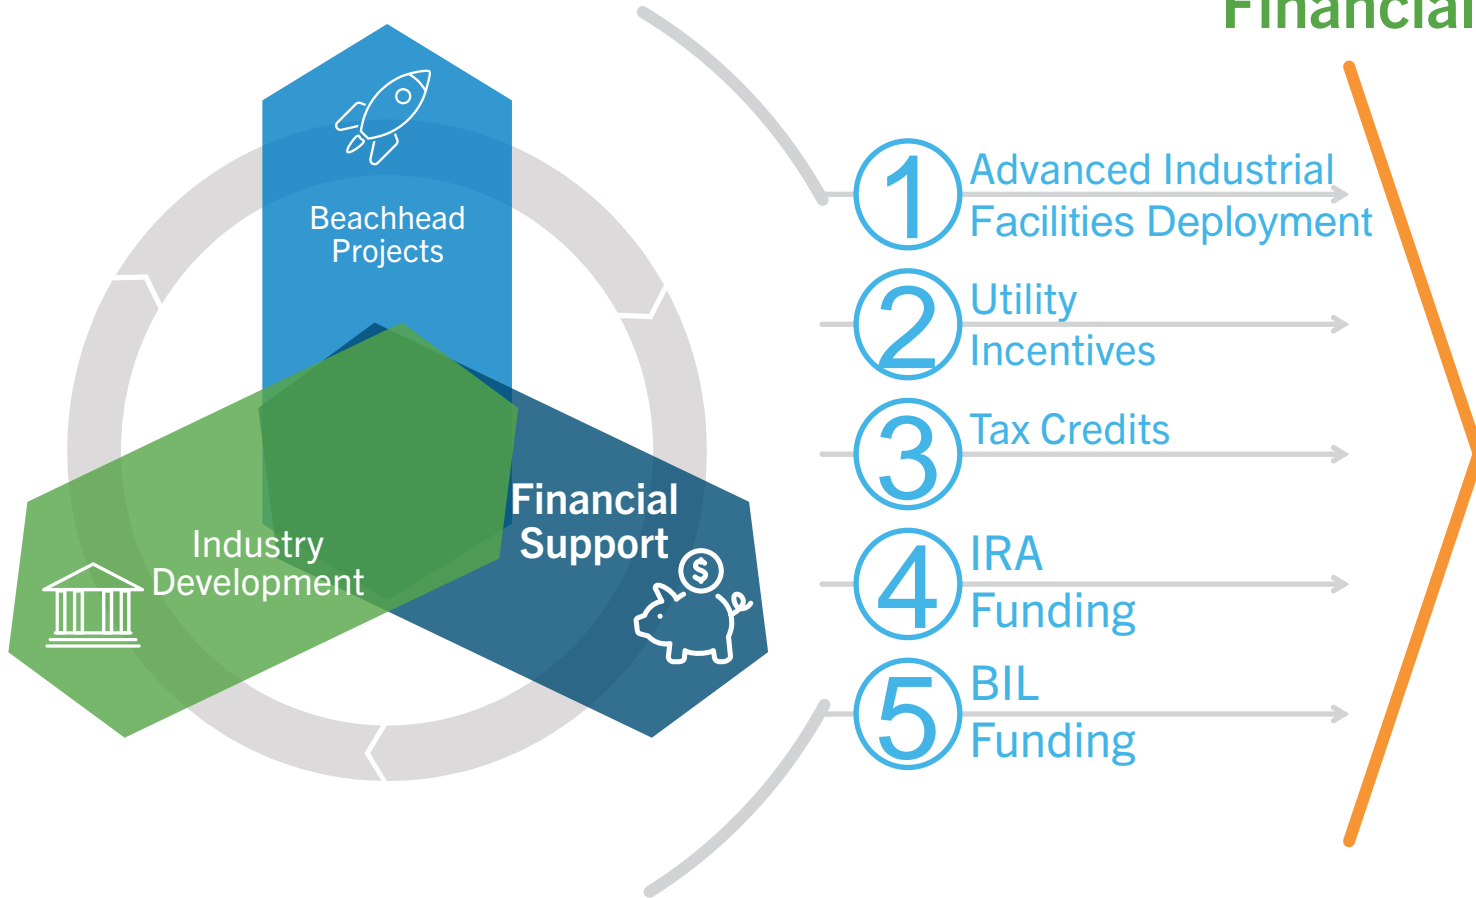 Financial
Beachhead
Projects
Industry
Development
Financial
Support
$
1
Advanced Industrial
Facilities Deployment
2
Utility
Incentives
3
Tax Credits
4
IRA
Funding
5
BIL
Funding